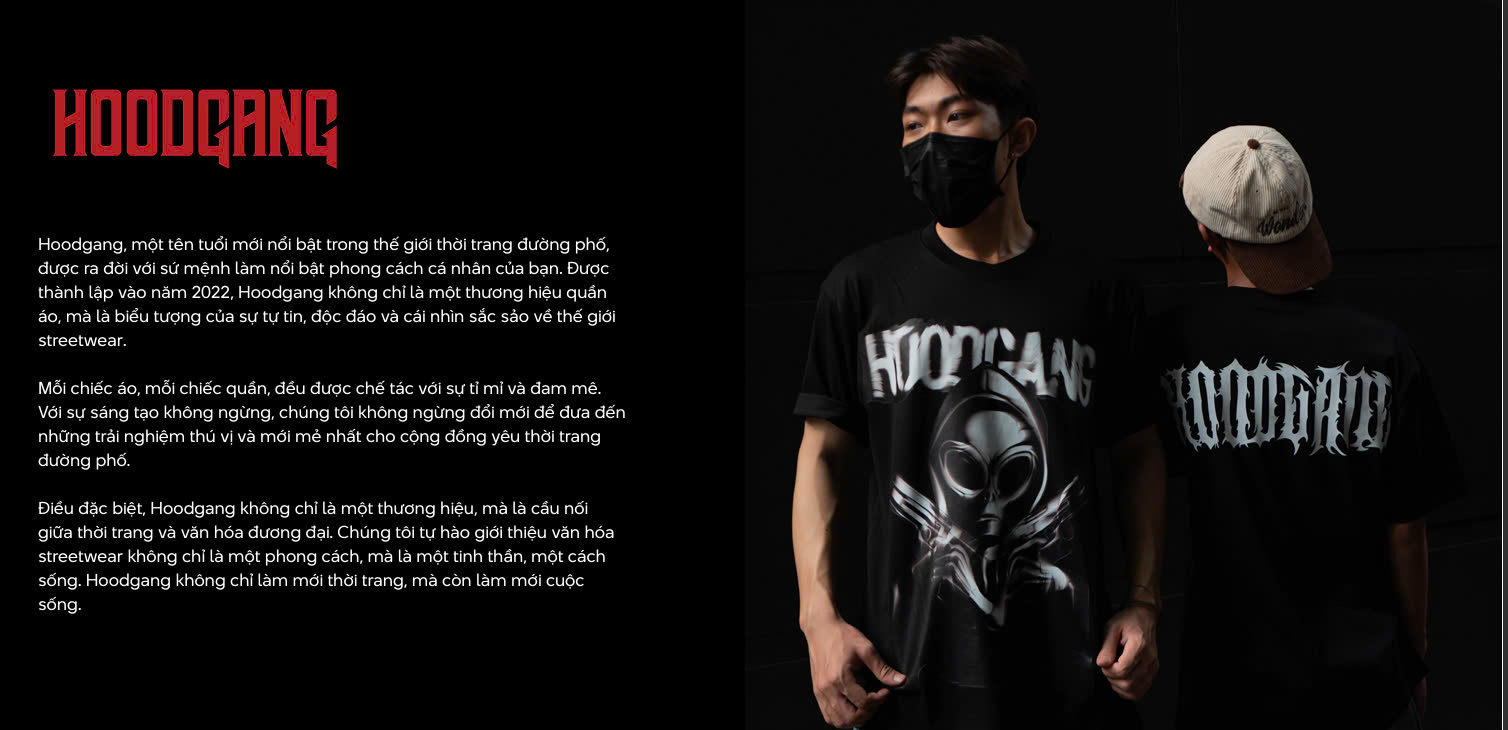 HOODGANG
Hoodgang, một tên tuổi mới nổi bật trong thế giới thời trang đường phố,
được ra đời với sứ mệnh làm nổi bật phong cách cá nhân của bạn. Được
thành lập vào năm 2022, Hoodgang không chỉ là một thương hiệu quần
áo, mà là biểu tượng của sự tự tin, độc đáo và cái nhìn sắc sảo về thế giới
streetwear.
Mỗi chiếc áo, mỗi chiếc quần, đều được chế tác với sự tỉ mỉ và đam mê.
Với sự sáng tạo không ngừng, chúng tôi không ngừng đổi mới để đưa đến
những trải nghiệm thú vị và mới mẻ nhất cho cộng đồng yêu thời trang
đường phố.
Điều đặc biệt, Hoodgang không chỉ là một thương hiệu, mà là cầu nối
giữa thời trang và văn hóa đương đại. Chúng tôi tự hào giới thiệu văn hóa
streetwear không chỉ là một phong cách, mà là một tinh thần, một cách
sống. Hoodgang không chỉ làm mới thời trang, mà còn làm mới cuộc
sống.
HOODGANG
HOODGANG